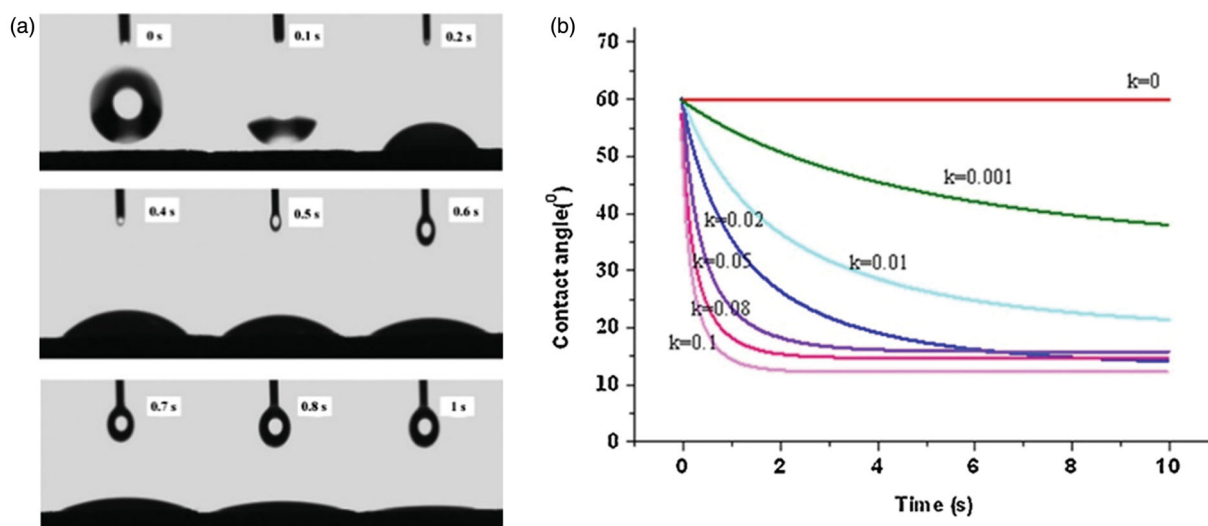 (a)
0 s
0.1 s
0.2 s
0.4 s
0.5 s
0.6 s
0.7 s
0.8 s
1 s
(b)
Contact angle(⁰)
70
60
50
40
30
20
10
0
k=0
k=0.001
k=0.01
k=0.02
k=0.05
k=0.08
k=0.1
0
2
4
6
8
10
Time (s)